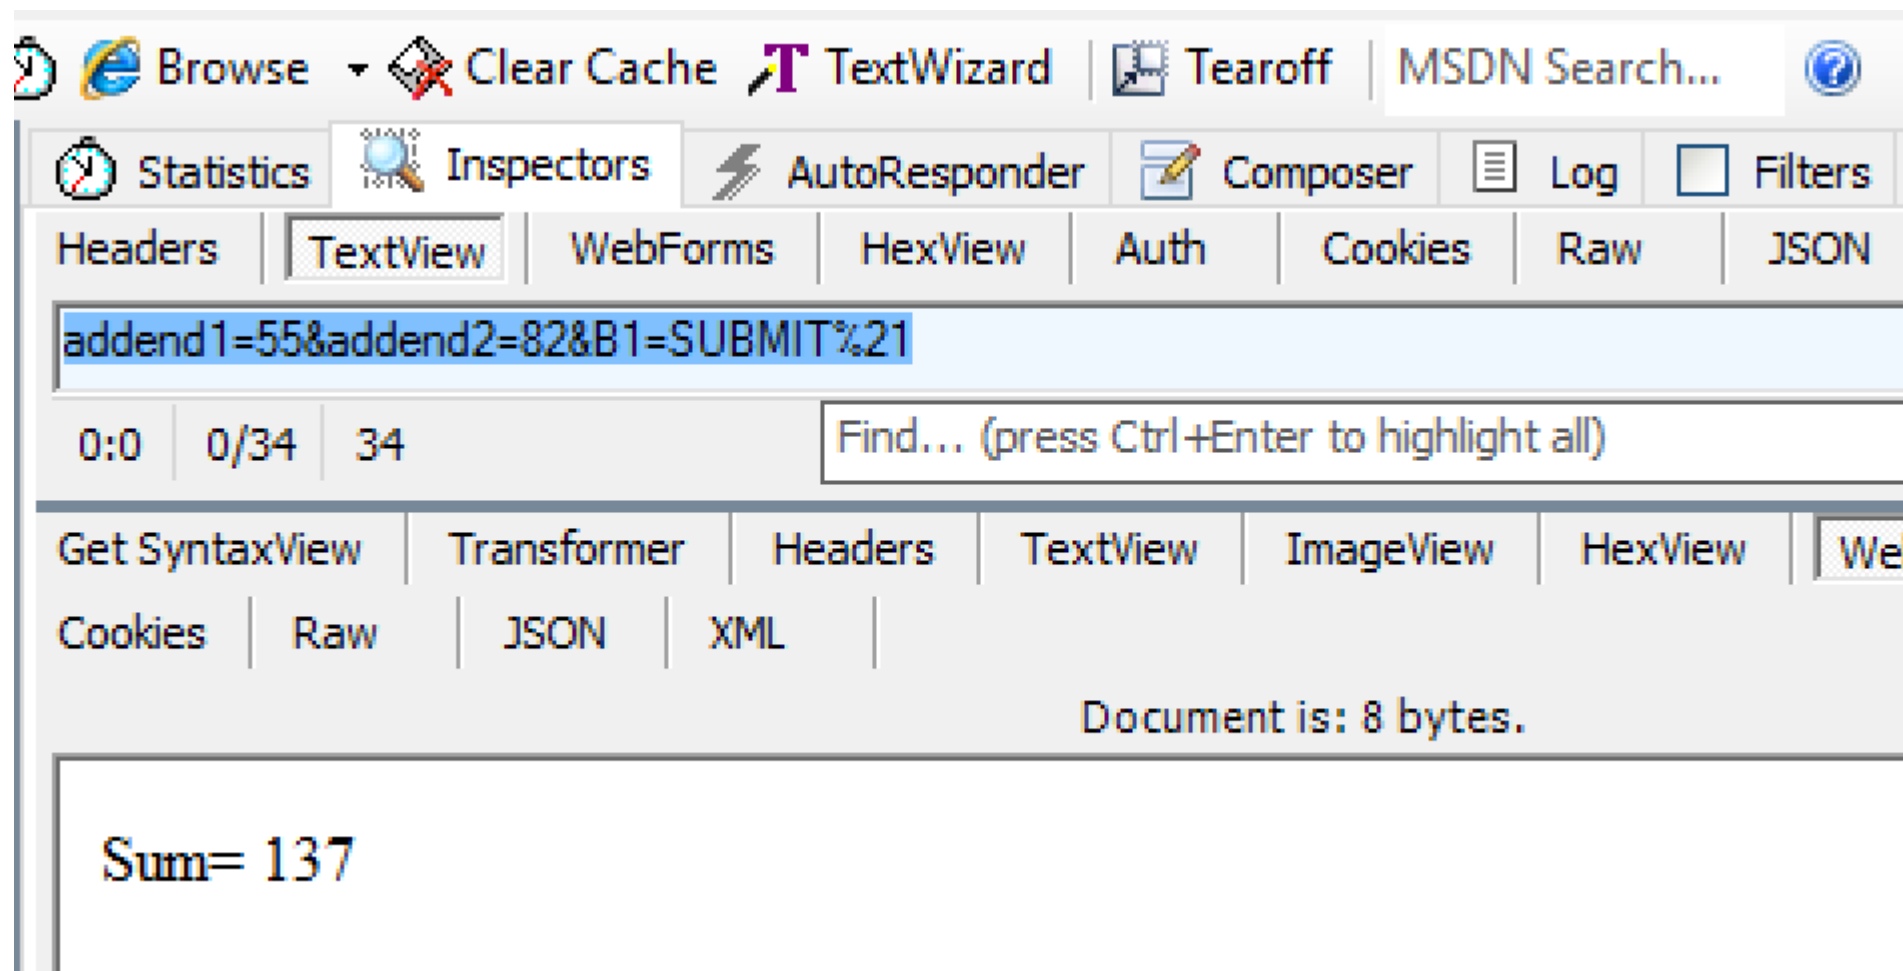 Browse Clear Cache TextWizard Tearoff MSDN Search...
Statistics Inspectors AutoResponder Composer Log Filters
Headers TextView WebForms HexView Auth Cookies Raw JSON
addend1=55&addend2=82&B1=SUBMIT%21
0:0 0/34 34 Find... (press Ctrl+Enter to highlight all)
Get SyntaxView Transformer Headers TextView ImageView HexView
Cookies Raw JSON XML
Document is: 8 bytes.
Sum= 137